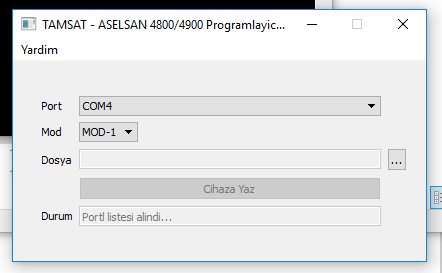 TAMSAT - ASELSAN 4800/4900 Programlayic...
Yardim
Port COM4
Mod MOD-1
Dosya ...
Cihaza Yaz
Durum Portl listesi alindi...